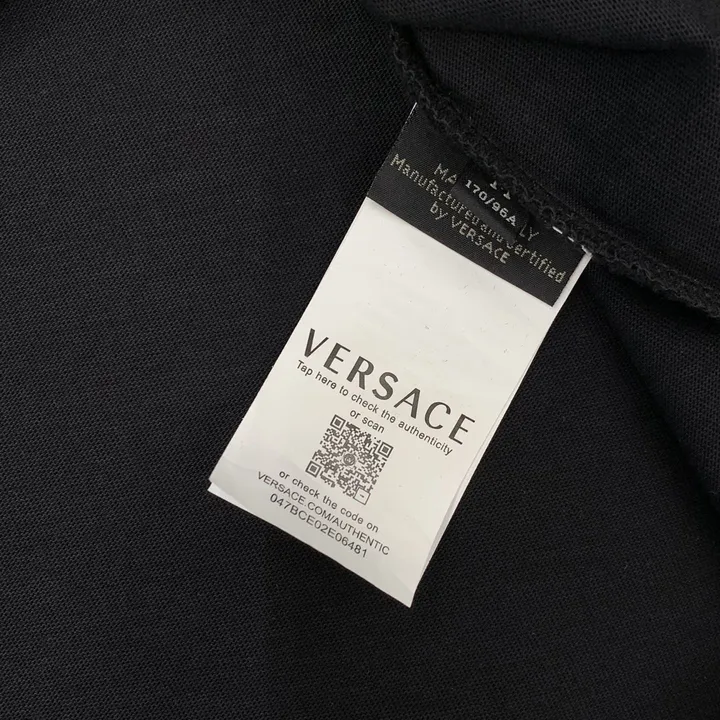 170/96A
Manufactured and Certified
by VERSACE
VERSACE
Tap here to check the authenticity
or scan
or check the code on
VERSACE.COM/AUTHENTIC
047BCE02E06481